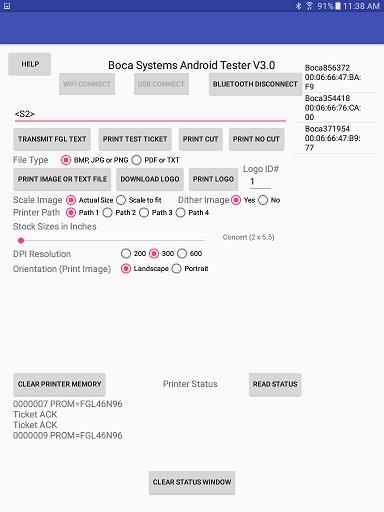 91% 11:38 AM
HELP
Boca Systems Android Tester V3.0
WIFI CONNECT USB CONNECT BLUETOOTH DISCONNECT
Boca856372
00:06:66:47:BA:
F9
Boca354418
00:06:66:76:CA:
00
Boca371954
00:06:66:47:B9:
77
<S2>
TRANSMIT FGL TEXT PRINT TEST TICKET PRINT CUT PRINT NO CUT
File Type BMP, JPG or PNG PDF or TXT
Logo ID#
PRINT IMAGE OR TEXT FILE DOWNLOAD LOGO PRINT LOGO 1
Scale Image Actual Size Scale to fit Dither Image Yes No
Printer Path Path 1 Path 2 Path 3 Path 4
Stock Sizes in Inches
Concert (2 x 5.5)
DPI Resolution 200 300 600
Orientation (Print Image) Landscape Portrait
CLEAR PRINTER MEMORY Printer Status READ STATUS
0000007 PROM=FGL46N96
Ticket ACK
Ticket ACK
0000009 PROM=FGL46N96
CLEAR STATUS WINDOW